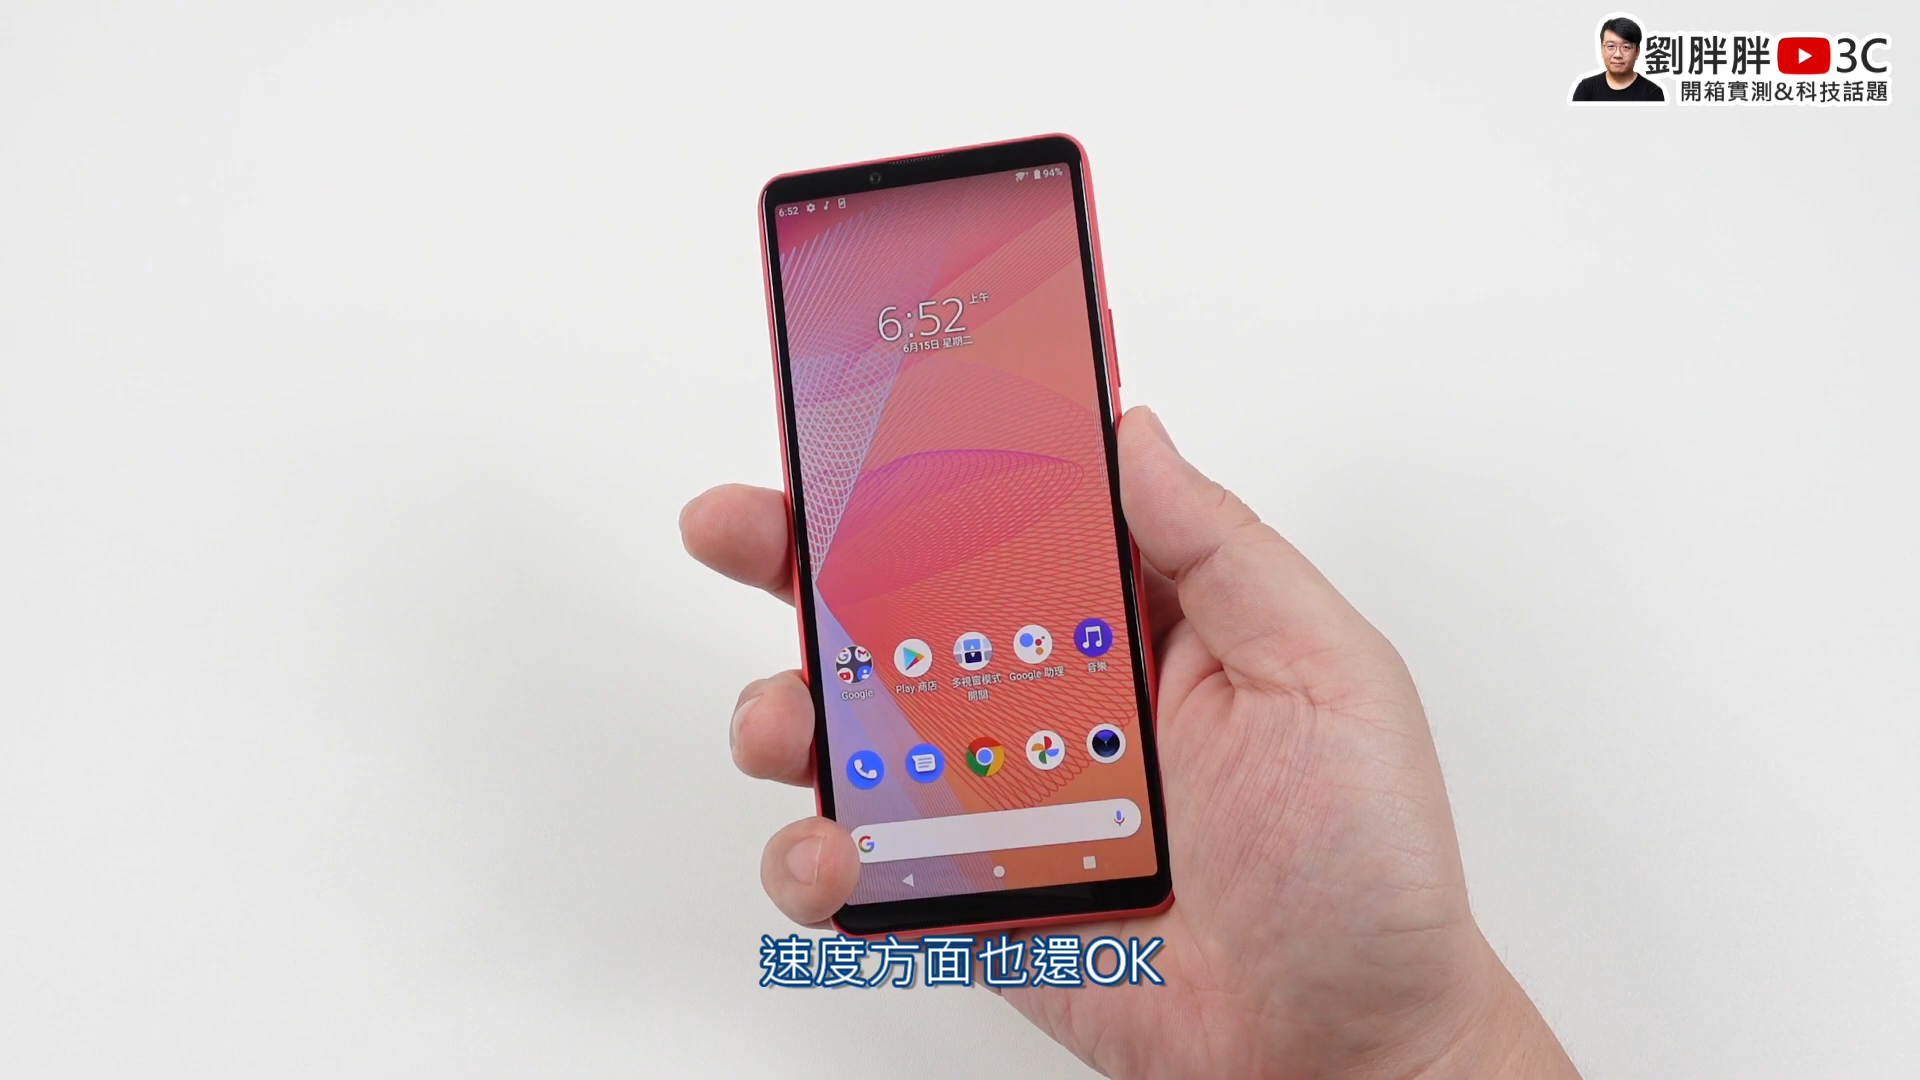 劉胖胖 3C
開箱實測&科技話題
94%
6:52
6:52 上午
6月15日 星期二
Google
Play 商店
多視窗模式
開關
Google 助理
音樂
速度方面也還OK